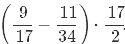 (9/17 − 11/34) · 17/2.